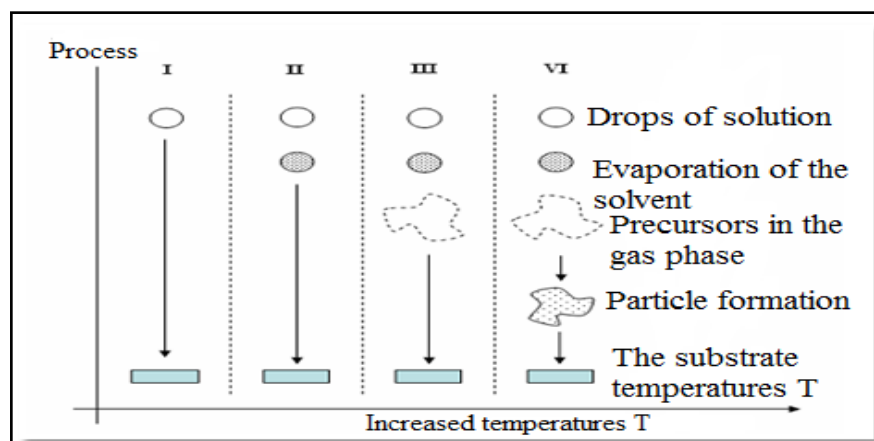 Process
I II III VI
Drops of solution
Evaporation of the
solvent
Precursors in the
gas phase
Particle formation
The substrate
temperatures T
Increased temperatures T